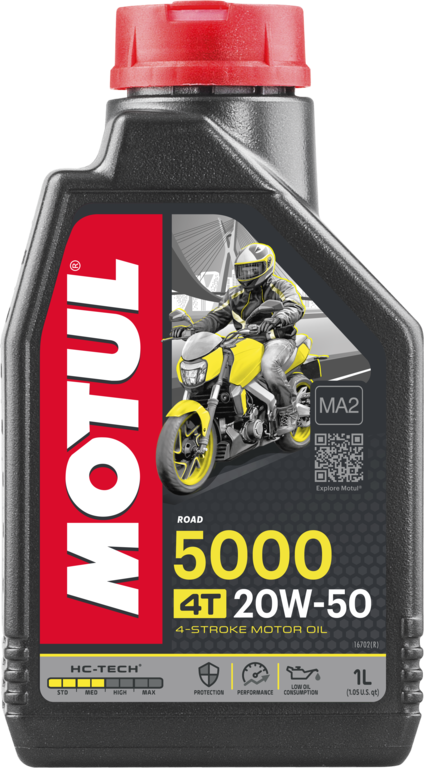 MOTUL®
MA2
Explore Motul®
ROAD
5000
4T 20W-50
4-STROKE MOTOR OIL
16702(R)
HC-TECH®
STD MED HIGH MAX
PROTECTION
PERFORMANCE
LOW OIL
CONSUMPTION
1L
(1.05 U.S. qt)